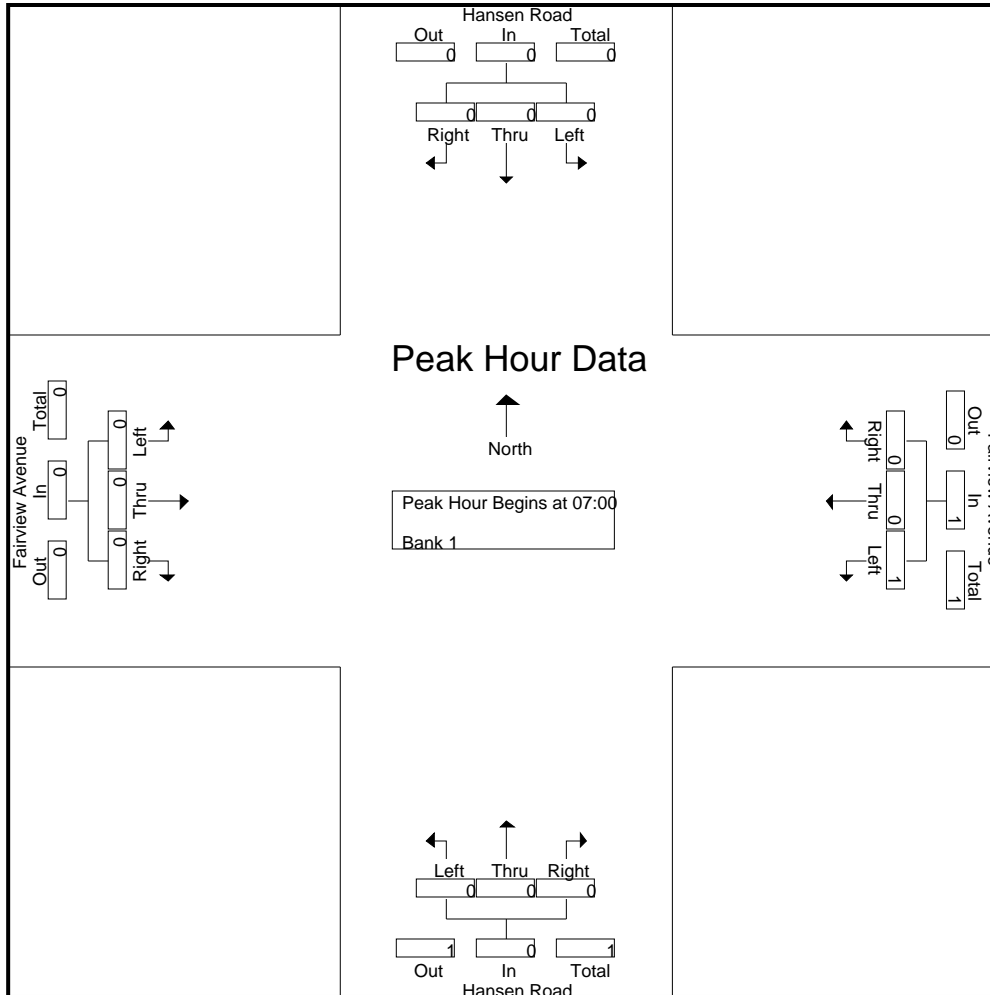 Hansen Road
Out In Total
0 0 0
0 0 0
Right Thru Left
Peak Hour Data
North
Peak Hour Begins at 07:00
Bank 1
Fairview Avenue
Total In Out
0 0 0
0 0 0
Left Thru Right
Right Thru Left
0 0 1
Out In Total
0 1 1
Left Thru Right
0 0 0
1 0 1
Out In Total
Hansen Road